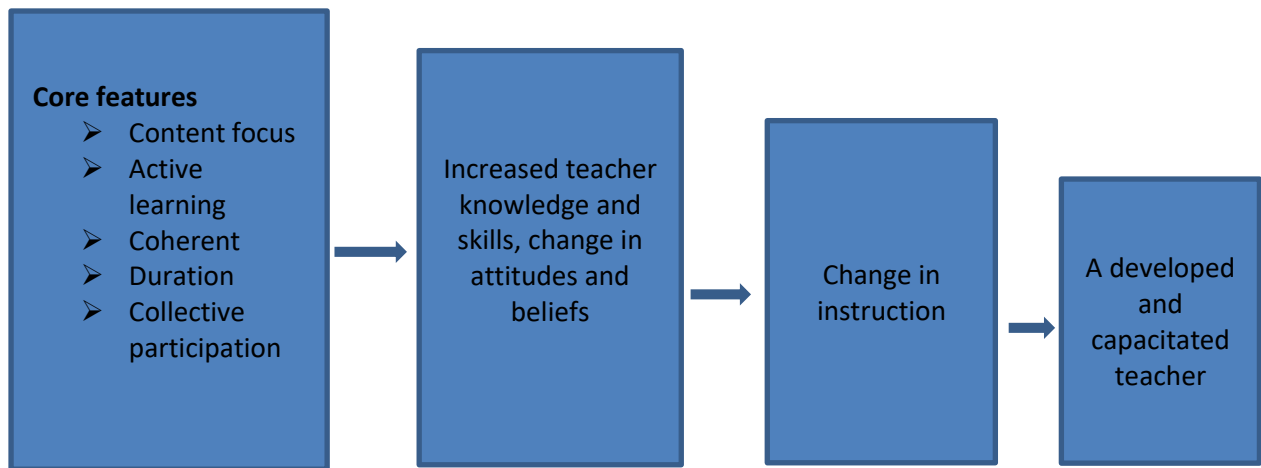 Core features
➢ Content focus
➢ Active
learning
➢ Coherent
➢ Duration
➢ Collective
participation
Increased teacher
knowledge and
skills, change in
attitudes and
beliefs
Change in
instruction
A developed
and
capacitated
teacher